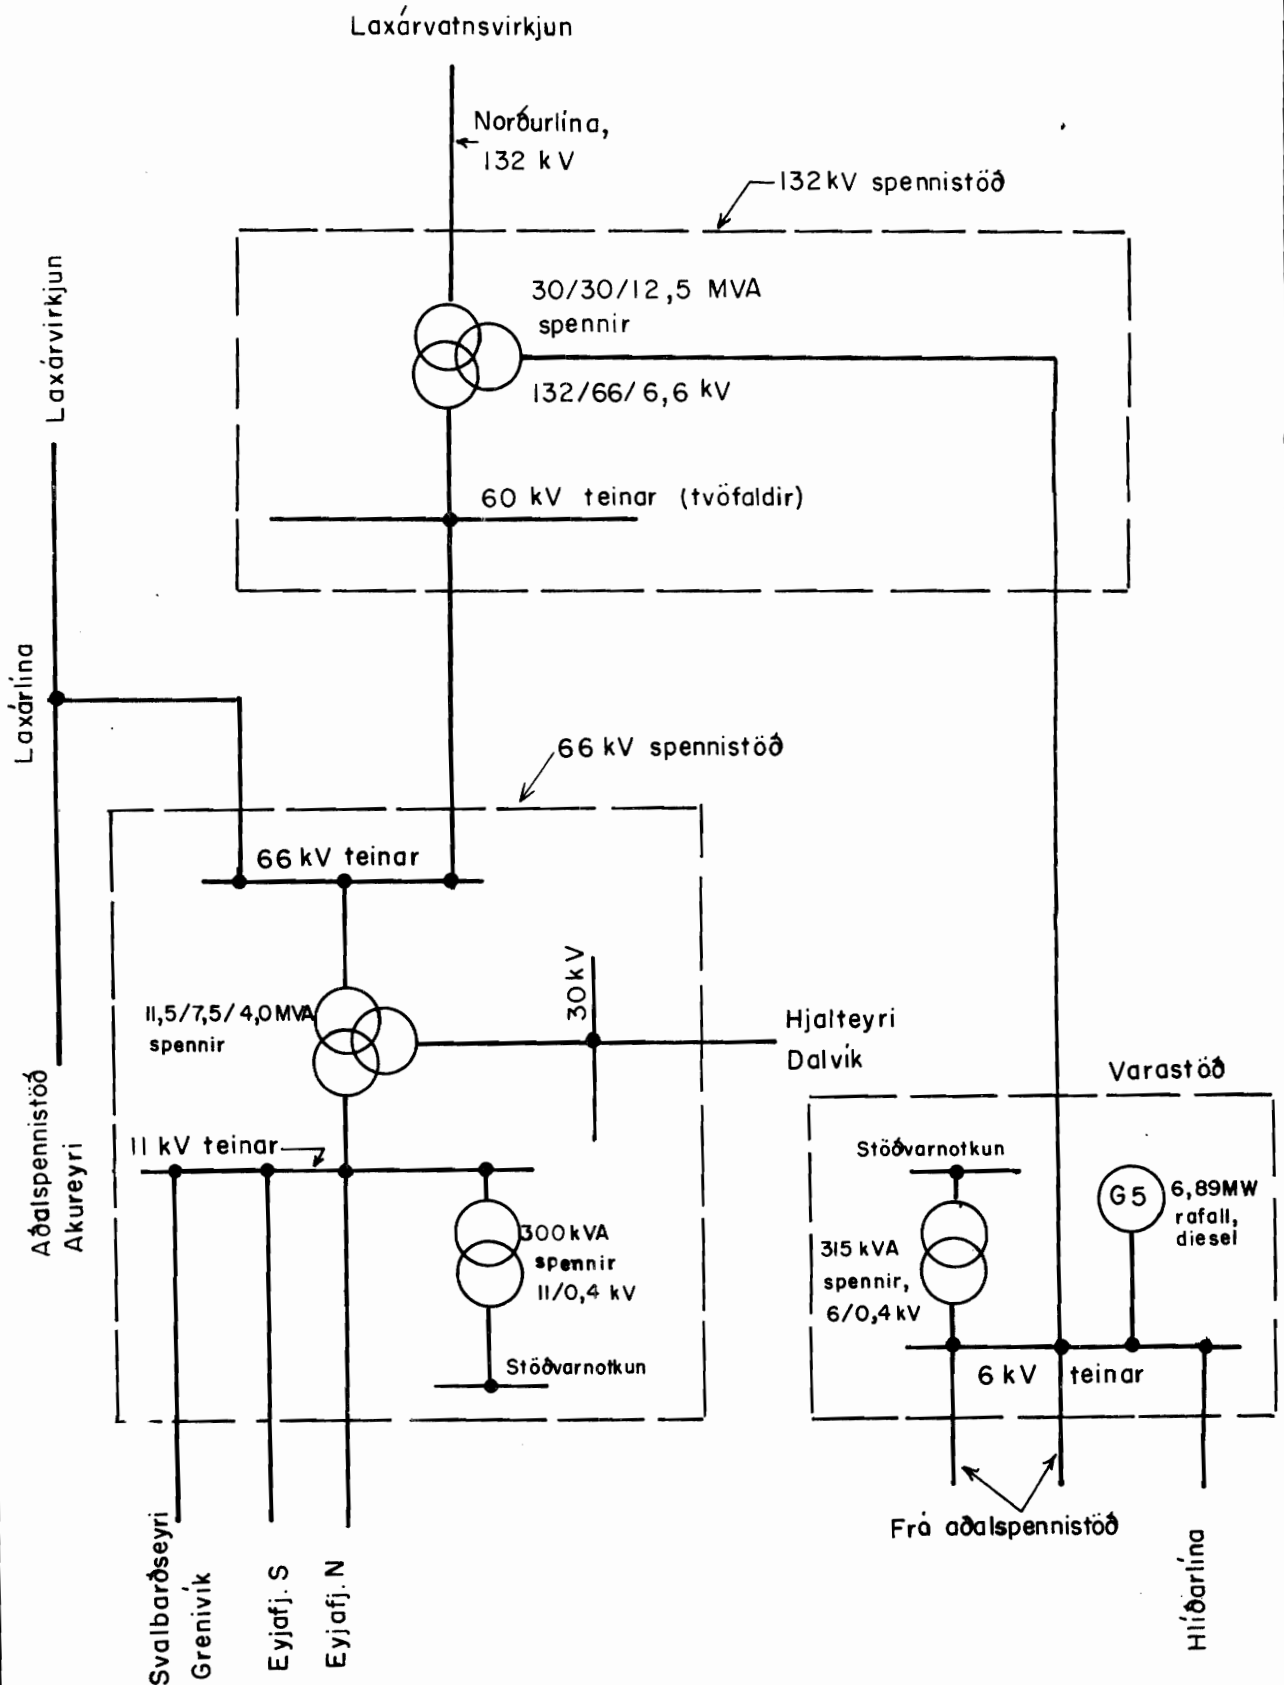 Laxárvatnsvirkjun
Norðurlína,
132 kV
132 kV spennistöð
30/30/12,5 MVA
spennir
132/66/6,6 kV
60 kV teinar (tvöfaldir)
Laxárvirkjun
Laxárlína
Aðalspennistöð
Akureyri
66 kV spennistöð
66 kV teinar
11,5/7,5/4,0 MVA
spennir
30 kV
Hjalteyri
Dalvík
11 kV teinar
300 kVA
spennir
11/0,4 kV
Stöðvarnotkun
Svalbarðseyri
Grenivík
Eyjafj. S
Eyjafj. N
Varastöð
Stöðvarnotkun
315 kVA
spennir,
6/0,4 kV
G5
6,89 MW
rafall,
diesel
6 kV teinar
Frá aðalspennistöð
Hlíðarlína